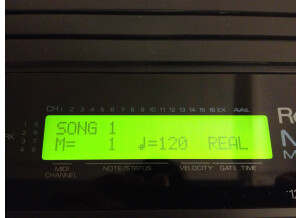 CH 1 2 3 4 5 6 7 8 9 10 11 12 13 14 15 16 EX AVAIL
SONG 1
M= 1 ♩=120 REAL
MIDI CHANNEL
NOTE/STATUS
VELOCITY
GATE TIME